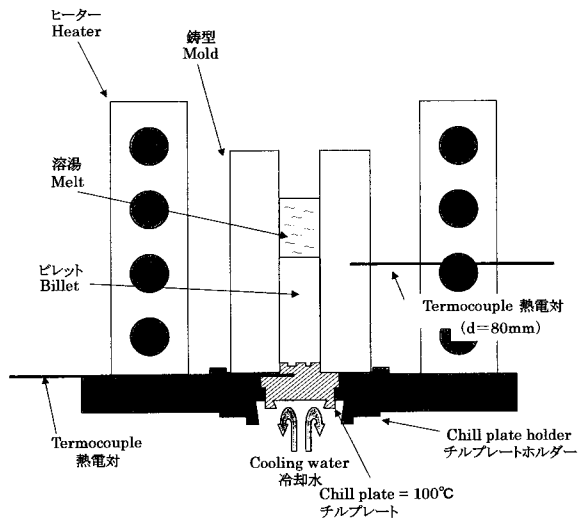 ヒーター
Heater
鋳型
Mold
溶湯
Melt
ビレット
Billet
Termocouple 熱電対
(d=80mm)
Termocouple
熱電対
Cooling water
冷却水
Chill plate holder
チルプレートホルダー
Chill plate = 100℃
チルプレート